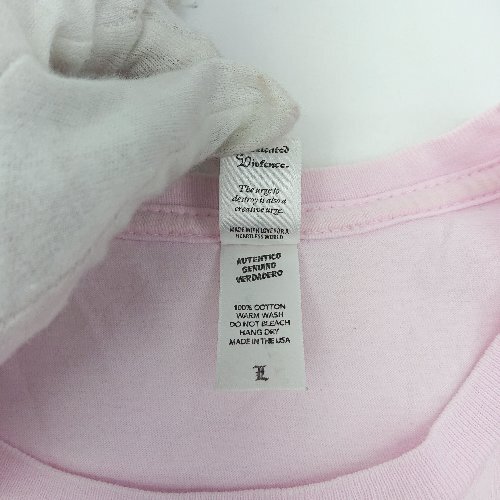 Violence.
The urge to
destroy is also a
creative urge.
MADE WITH LOVE FOR A
HEARTLESS WORLD
AUTENTICO
GENUINO
VERDADERO
100% COTTON
WARM WASH
DO NOT BLEACH
HANG DRY
MADE IN THE USA
L